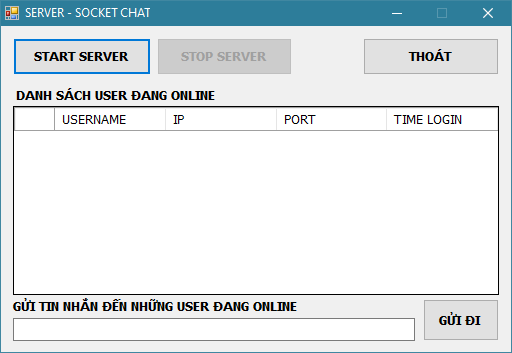 SERVER - SOCKET CHAT
START SERVER STOP SERVER THOÁT
DANH SÁCH USER ĐANG ONLINE
USERNAME IP PORT TIME LOGIN
GỬI TIN NHẮN ĐẾN NHỮNG USER ĐANG ONLINE
GỬI ĐI